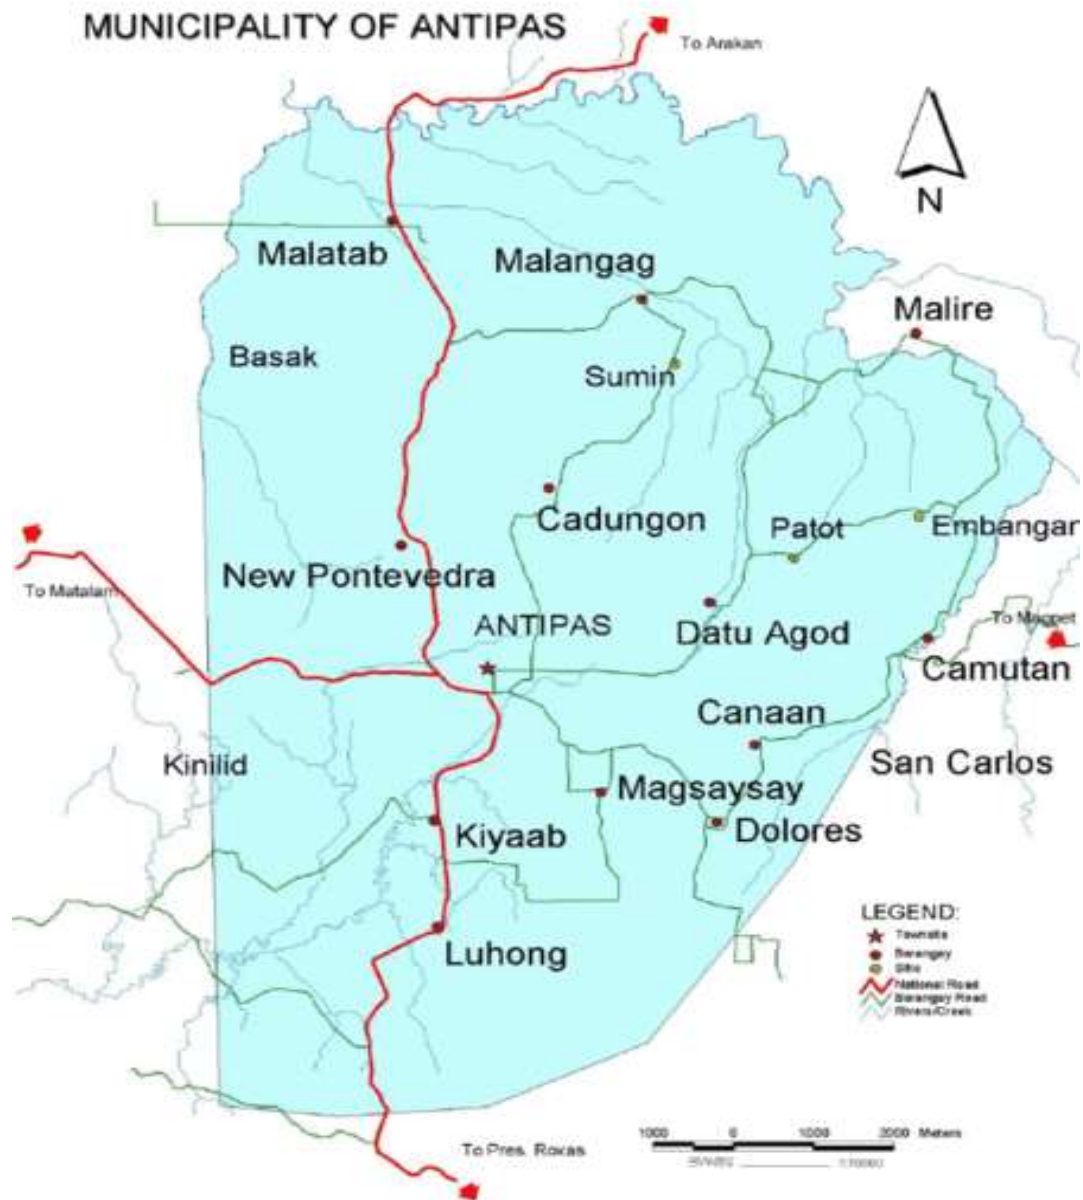 MUNICIPALITY OF ANTIPAS
To Arakan
N
Malatab
Malangag
Malire
Basak
Sumin
Cadungon
Patot
Embangan
New Pontevedra
To Matalam
ANTIPAS
Datu Agod
To Magpet
Camutan
Canaan
San Carlos
Kinilid
Magsaysay
Kiyaab
Dolores
Luhong
LEGEND:
Townsite
Barangay
Sitio
National Road
Barangay Road
Rivers/Creek
1000 0 1000 2000 Meters
To Pres. Roxas